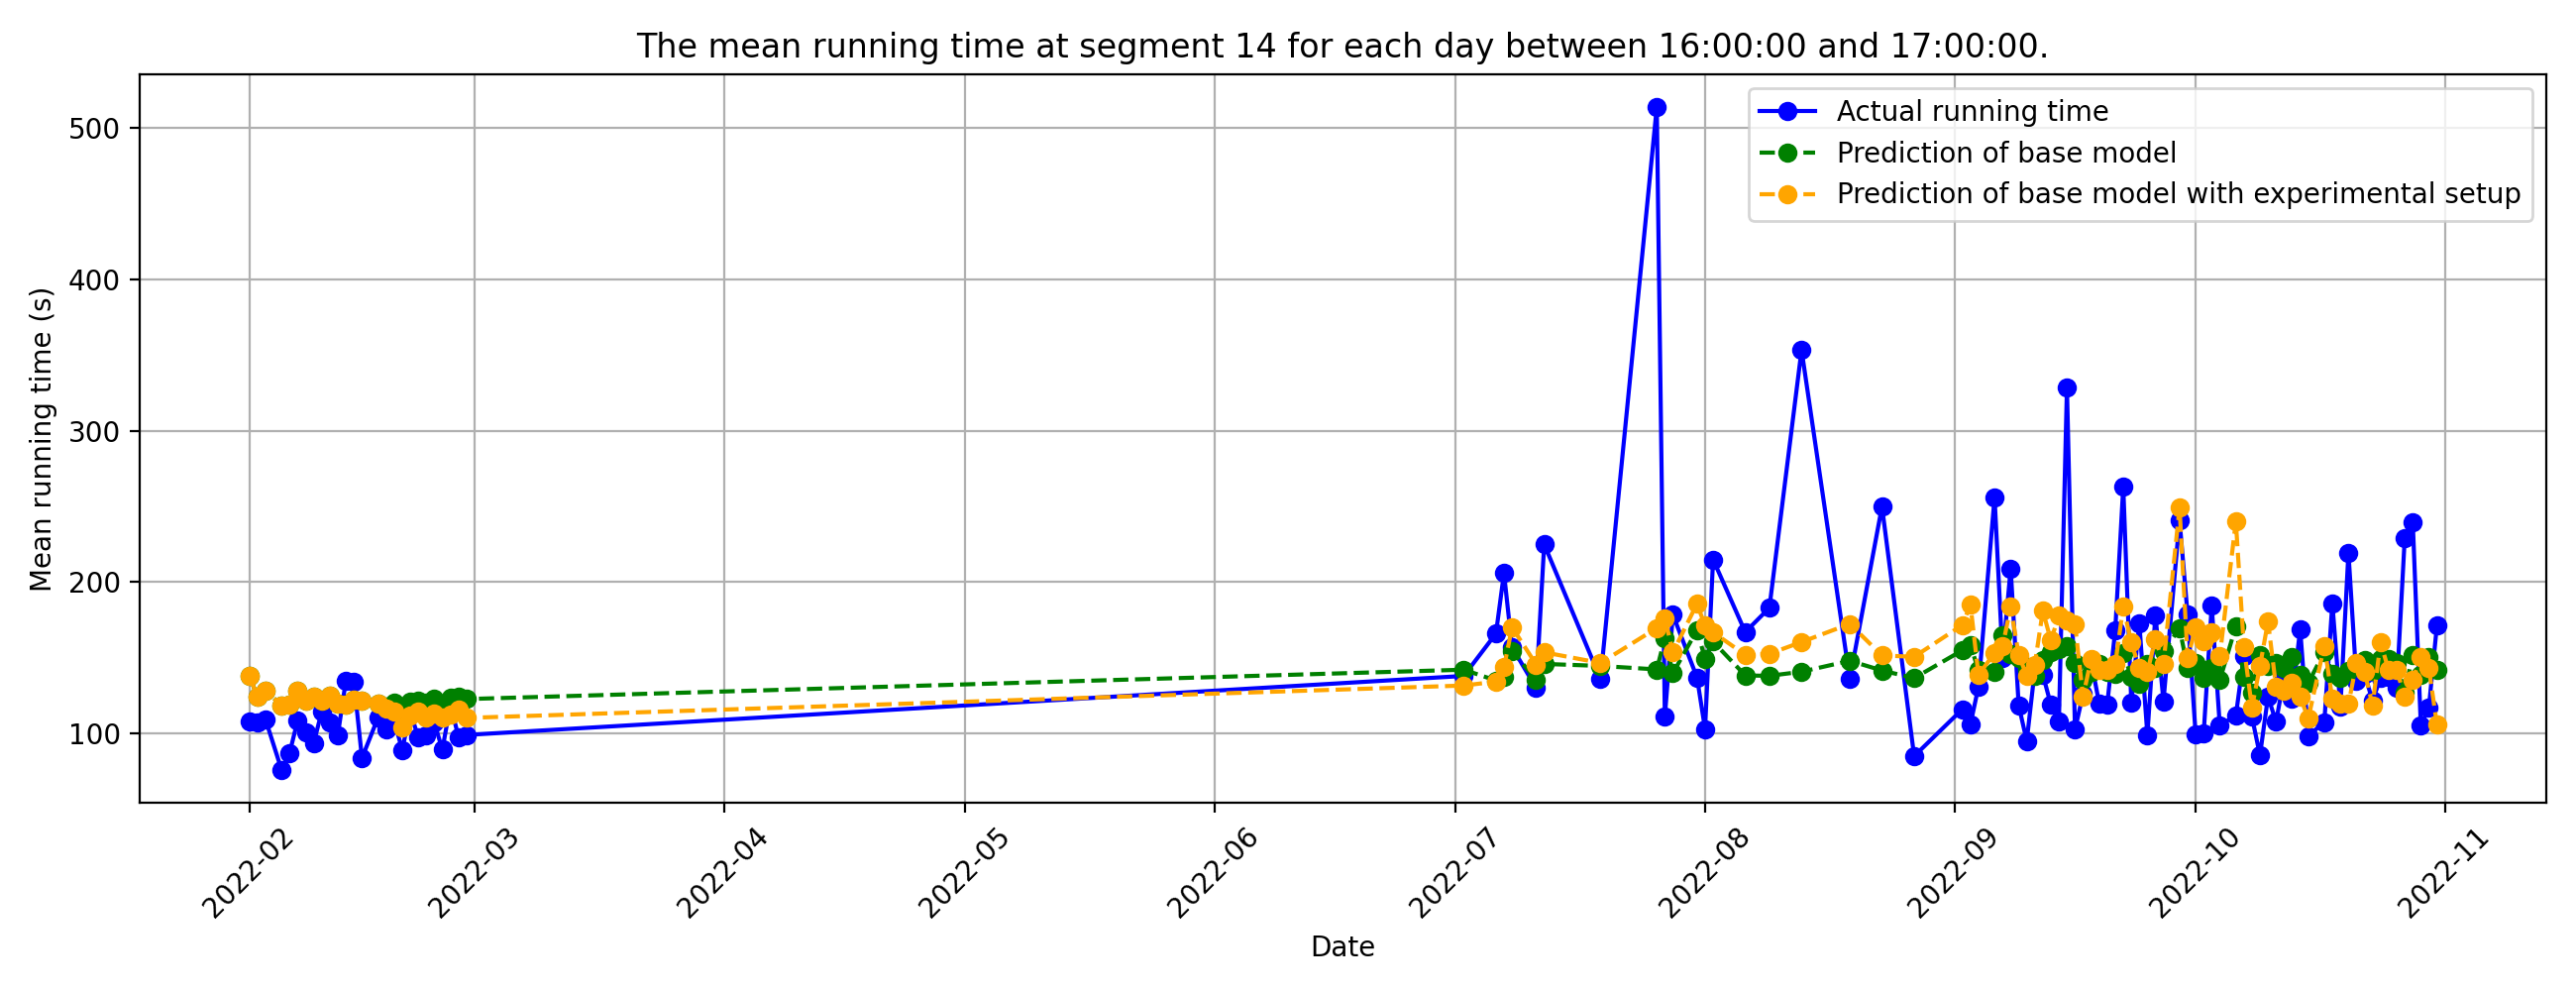 The mean running time at segment 14 for each day between 16:00:00 and 17:00:00.
Actual running time
Prediction of base model
Prediction of base model with experimental setup
Mean running time (s)
500
400
300
200
100
2022-02
2022-03
2022-04
2022-05
2022-06
2022-07
2022-08
2022-09
2022-10
2022-11
Date